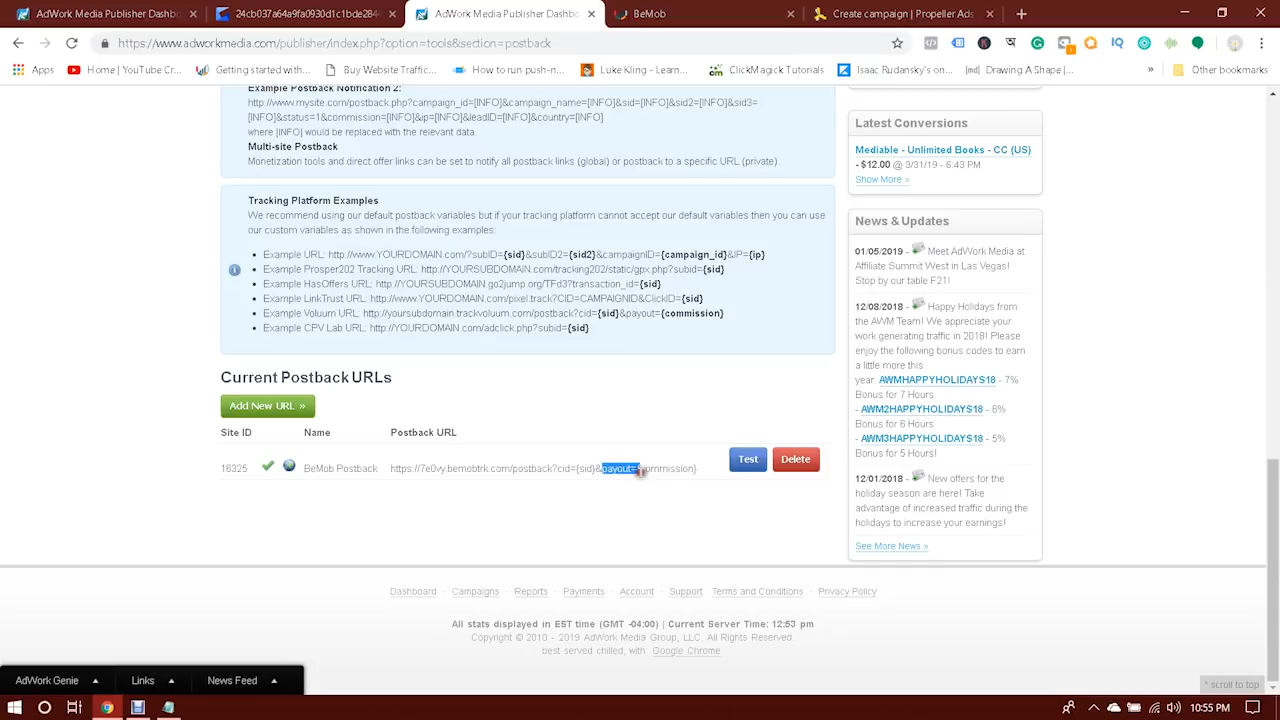 AdWork Media Publisher Dashbo
24cb037a64a9fa0930d1c1bde284
AdWork Media Publisher Dashbo
BeMob
Create campaign | Propeller Ads
https://www.adworkmedia.com/publisher/index.php?option=tools&section=postback
Apps
Home | YouTube Cr...
Getting started with...
Buy Website Traffic...
How to run push-n...
Luke Kling - Learn...
ClickMagick Tutorials
Isaac Rudansky's on...
Drawing A Shape |...
»
Other bookmarks
Example Postback Notification 2:
http://www.mysite.com/postback.php?campaign_id=[INFO]&campaign_name=[INFO]&sid=[INFO]&sid2=[INFO]&sid3=
[INFO]&status=1&commission=[INFO]&ip=[INFO]&leadID=[INFO]&country=[INFO]
where [INFO] would be replaced with the relevant data.
Multi-site Postback
Monetization tools and direct offer links can be set to notify all postback links (global) or postback to a specific URL (private).
Tracking Platform Examples
We recommend using our default postback variables but if your tracking platform cannot accept our default variables then you can use
our custom variables as shown in the following examples:
Example URL: http://www.YOURDOMAIN.com/?subID={sid}&subID2={sid2}&campaignID={campaign_id}&IP={ip}
Example Prosper202 Tracking URL: http://YOURSUBDOMAIN.com/tracking202/static/gpx.php?subid={sid}
Example HasOffers URL: http://YOURSUBDOMAIN.go2jump.org/TFd3?transaction_id={sid}
Example LinkTrust URL: http://www.YOURDOMAIN.com/pixel.track?CID=CAMPAIGNID&ClickID={sid}
Example Voluum URL: http://yoursubdomain.trackvoluum.com/postback?cid={sid}&payout={commission}
Example CPV Lab URL: http://YOURDOMAIN.com/adclick.php?subid={sid}
Current Postback URLs
Add New URL »
Site ID Name Postback URL
16325 BeMob Postback https://7e0vy.bemobtrk.com/postback?cid={sid}&payout={commission} Test Delete
Latest Conversions
Mediable - Unlimited Books - CC (US)
- $12.00 @ 3/31/19 - 6:43 PM
Show More »
News & Updates
01/05/2019 - Meet AdWork Media at
Affiliate Summit West in Las Vegas!
Stop by our table F21!
12/08/2018 - Happy Holidays from
the AWM Team! We appreciate your
work generating traffic in 2018! Please
enjoy the following bonus codes to earn
a little more this
year: AWMHAPPYHOLIDAYS18 - 7%
Bonus for 7 Hours
- AWM2HAPPYHOLIDAYS18 - 6%
Bonus for 6 Hours
- AWM3HAPPYHOLIDAYS18 - 5%
Bonus for 5 Hours!
12/01/2018 - New offers for the
holiday season are here! Take
advantage of increased traffic during the
holidays to increase your earnings!
See More News »
Dashboard · Campaigns · Reports · Payments · Account · Support · Terms and Conditions · Privacy Policy
All stats displayed in EST time (GMT -04:00) | Current Server Time: 12:53 pm
Copyright © 2010 - 2019 AdWork Media Group, LLC. All Rights Reserved.
best served chilled, with Google Chrome
^ scroll to top
AdWork Genie
Links
News Feed
10:55 PM